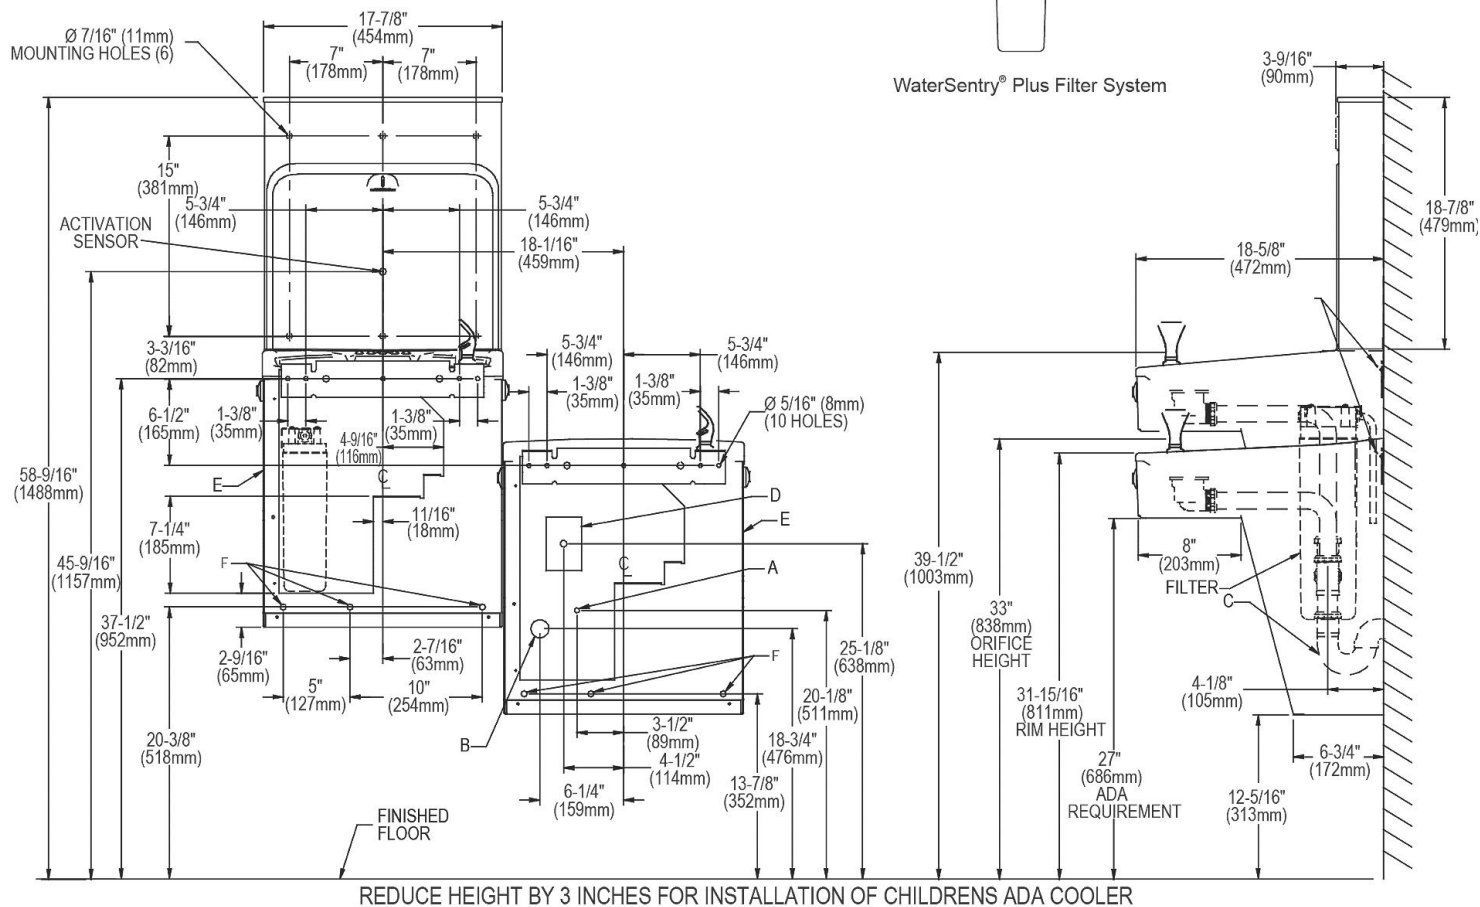 17-7/8"
(454mm)
Ø 7/16" (11mm)
MOUNTING HOLES (6)
7"
(178mm)
7"
(178mm)
WaterSentry® Plus Filter System
3-9/16"
(90mm)
15"
(381mm)
5-3/4"
(146mm)
5-3/4"
(146mm)
ACTIVATION
SENSOR
18-1/16"
(459mm)
18-7/8"
(479mm)
18-5/8"
(472mm)
3-3/16"
(82mm)
5-3/4"
(146mm)
5-3/4"
(146mm)
6-1/2"
(165mm)
1-3/8"
(35mm)
1-3/8"
(35mm)
1-3/8"
(35mm)
1-3/8"
(35mm)
Ø 5/16" (8mm)
(10 HOLES)
4-9/16"
(116mm)
C
58-9/16"
(1488mm)
E
D
E
11/16"
(18mm)
7-1/4"
(185mm)
45-9/16"
(1157mm)
F
C
A
39-1/2"
(1003mm)
8"
(203mm)
FILTER
C
37-1/2"
(952mm)
33"
(838mm)
ORIFICE
HEIGHT
2-9/16"
(65mm)
2-7/16"
(63mm)
F
25-1/8"
(638mm)
5"
(127mm)
10"
(254mm)
4-1/8"
(105mm)
31-15/16"
(811mm)
RIM HEIGHT
20-1/8"
(511mm)
20-3/8"
(518mm)
B
3-1/2"
(89mm)
18-3/4"
(476mm)
4-1/2"
(114mm)
6-3/4"
(172mm)
27"
(686mm)
ADA
REQUIREMENT
13-7/8"
(352mm)
6-1/4"
(159mm)
12-5/16"
(313mm)
FINISHED
FLOOR
REDUCE HEIGHT BY 3 INCHES FOR INSTALLATION OF CHILDRENS ADA COOLER